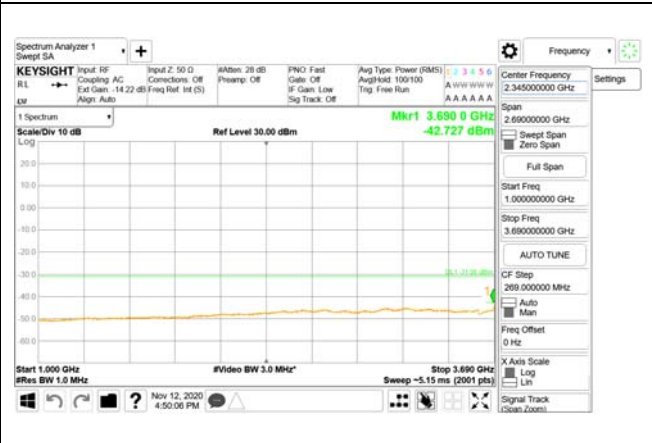 Spectrum Analyzer 1
Swept SA
+
Frequency
KEYSIGHT
RL
LXI
Input: RF
Coupling: AC
Ext Gain: -14.22 dB
Align: Auto
Input Z: 50 Ω
Corrections: Off
Freq Ref: Int (S)
#Atten: 28 dB
Preamp: Off
PNO: Fast
Gate: Off
IF Gain: Low
Sig Track: Off
Avg Type: Power (RMS)
Avg|Hold: 100/100
Trig: Free Run
1 2 3 4 5 6
A W W W W W
A A A A A A
1 Spectrum
Mkr1 3.690 0 GHz
Scale/Div 10 dB
Ref Level 30.00 dBm
-42.727 dBm
Log
20.0
10.0
0.00
-10.0
-20.0
-30.0
-40.0
-50.0
-60.0
1
Start 1.000 GHz
#Video BW 3.0 MHz*
Stop 3.690 GHz
#Res BW 1.0 MHz
Sweep ~5.15 ms (2001 pts)
Nov 12, 2020
4:50:06 PM
?
Center Frequency
2.345000000 GHz
Settings
Span
2.69000000 GHz
Swept Span
Zero Span
Full Span
Start Freq
1.000000000 GHz
Stop Freq
3.690000000 GHz
AUTO TUNE
CF Step
269.000000 MHz
Auto
Man
Freq Offset
0 Hz
X Axis Scale
Log
Lin
Signal Track
(Span Zoom)